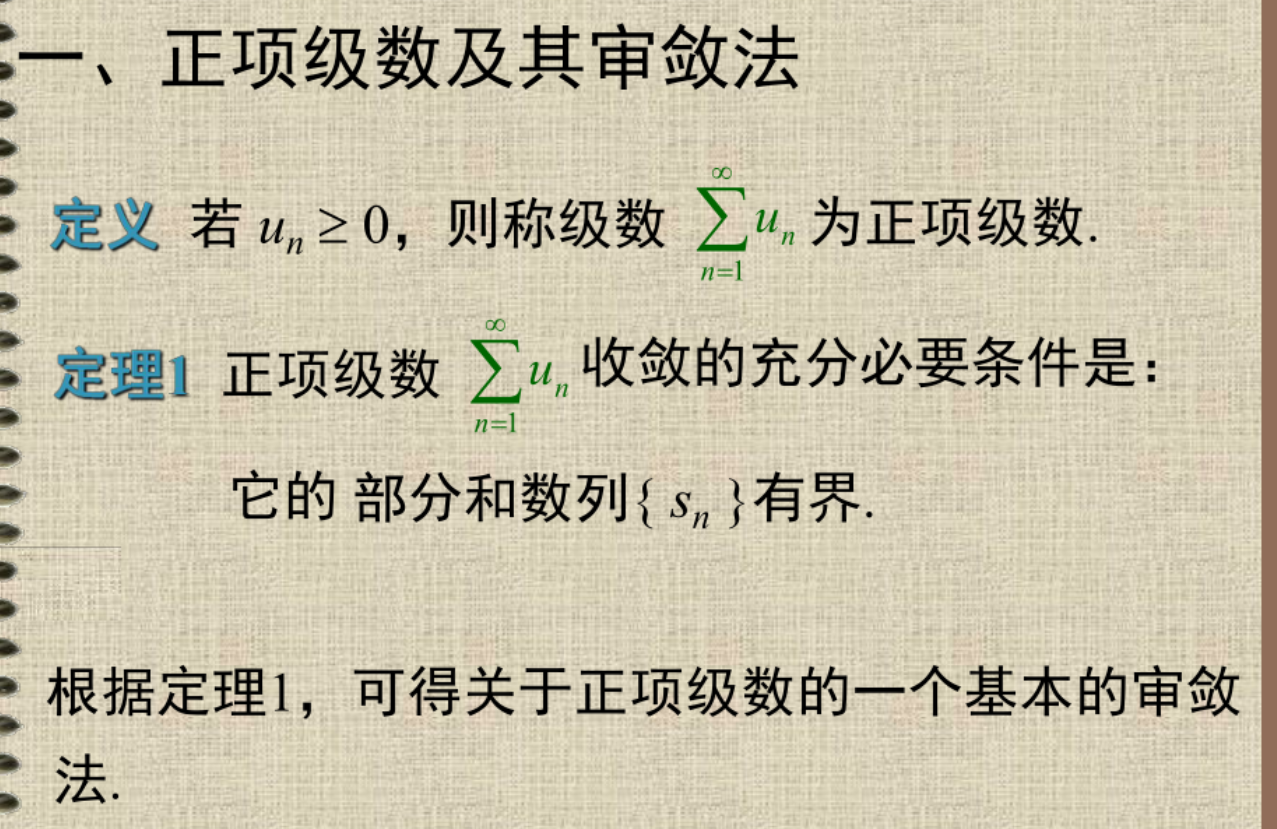 一、正项级数及其审敛法
定义 若 $u_n \geq 0$，则称级数 $\sum_{n=1}^{\infty} u_n$ 为正项级数.
定理1 正项级数 $\sum_{n=1}^{\infty} u_n$ 收敛的充分必要条件是：
它的 部分和数列{ $s_n$ }有界.
根据定理1，可得关于正项级数的一个基本的审敛
法.